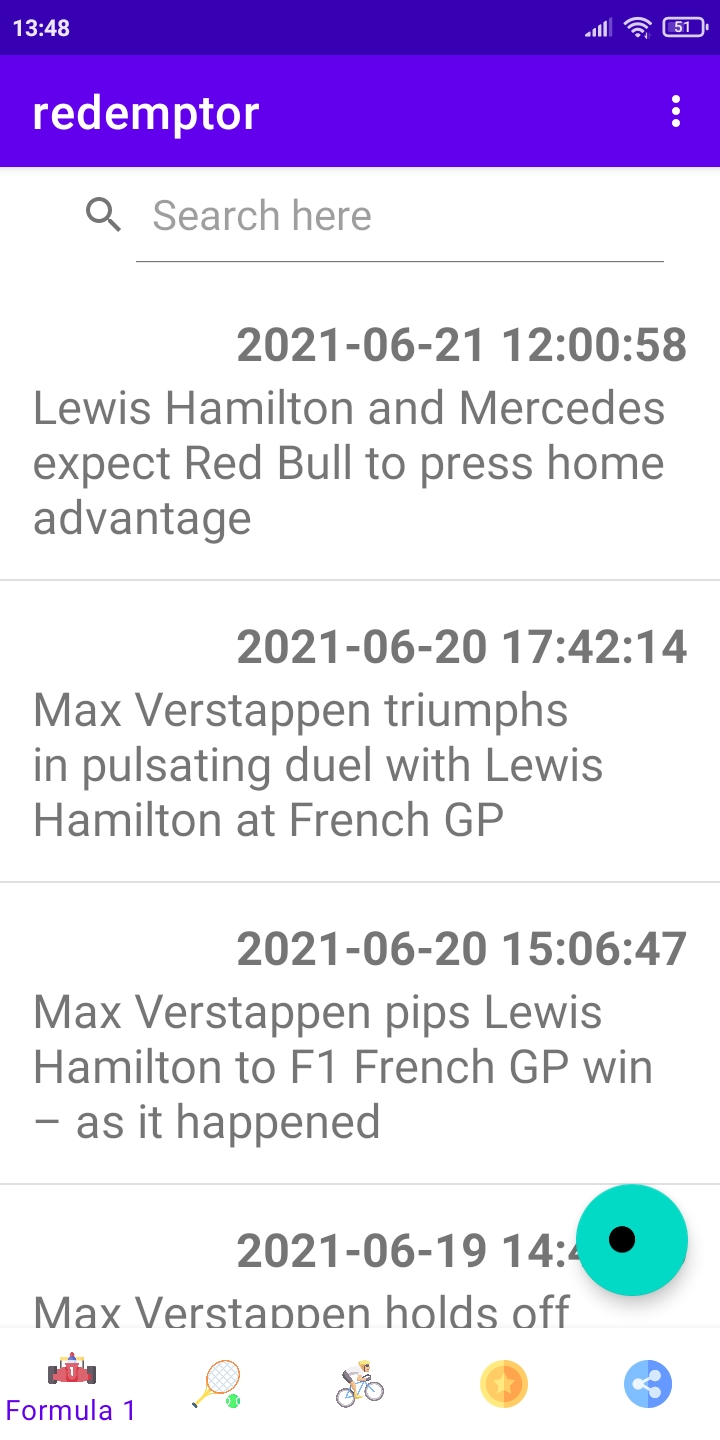 13:48
51
redemptor
Search here
2021-06-21 12:00:58
Lewis Hamilton and Mercedes
expect Red Bull to press home
advantage
2021-06-20 17:42:14
Max Verstappen triumphs
in pulsating duel with Lewis
Hamilton at French GP
2021-06-20 15:06:47
Max Verstappen pips Lewis
Hamilton to F1 French GP win
– as it happened
2021-06-19 14:
Max Verstappen holds off
1
Formula 1